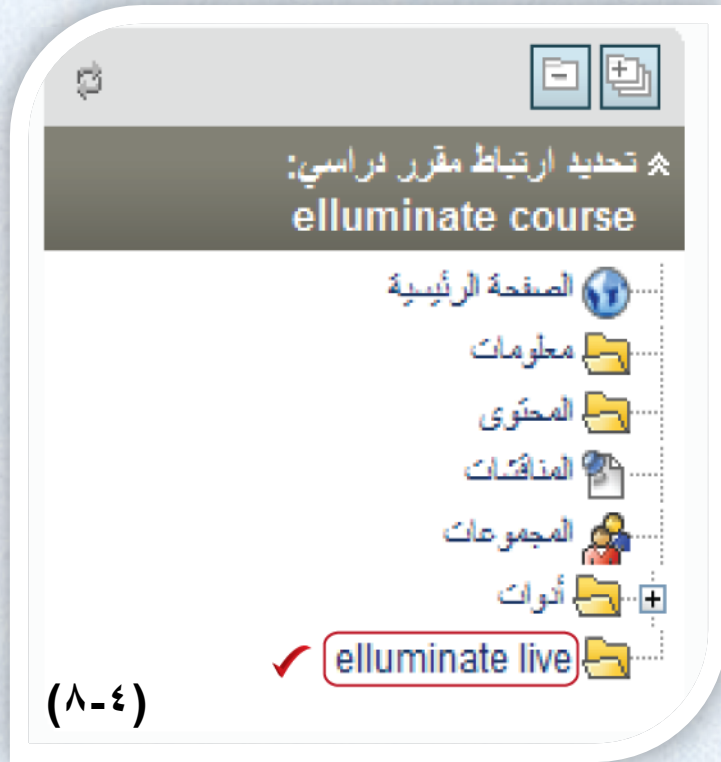 تحديد ارتباط مقرر دراسي:
elluminate course
الصفحة الرئيسية
معلومات
المحتوى
المناقشات
المجموعات
أدوات
elluminate live
(٤-٨)